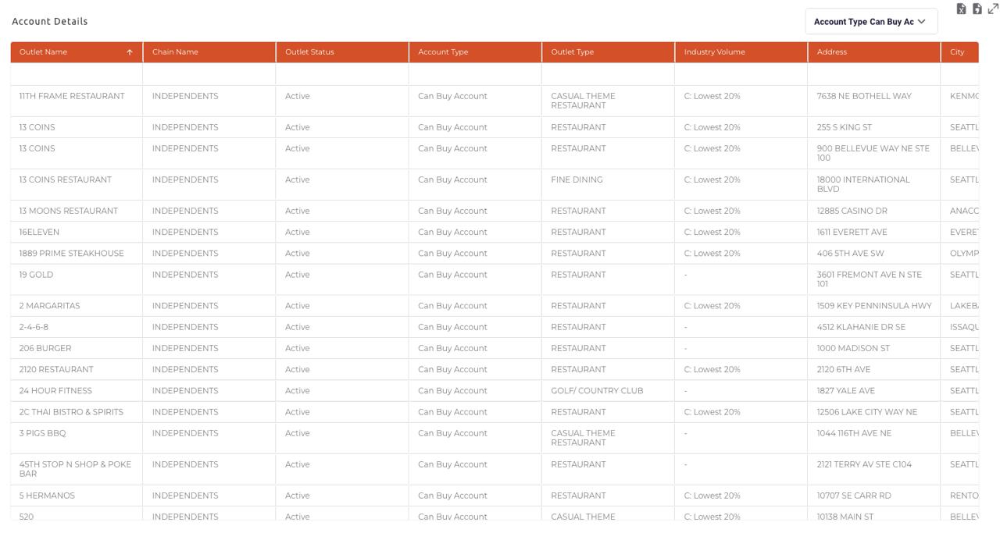 Account Details
Account Type Can Buy Ac
Outlet Name Chain Name Outlet Status Account Type Outlet Type Industry Volume Address City
11TH FRAME RESTAURANT INDEPENDENTS Active Can Buy Account CASUAL THEME C: Lowest 20% 7638 NE BOTHELL WAY KENMO
RESTAURANT
13 COINS INDEPENDENTS Active Can Buy Account RESTAURANT C: Lowest 20% 255 S KING ST SEATTL
13 COINS INDEPENDENTS Active Can Buy Account RESTAURANT C: Lowest 20% 900 BELLEVUE WAY NE STE BELLEV
100
13 COINS RESTAURANT INDEPENDENTS Active Can Buy Account FINE DINING C: Lowest 20% 18000 INTERNATIONAL SEATTL
BLVD
13 MOONS RESTAURANT INDEPENDENTS Active Can Buy Account RESTAURANT C: Lowest 20% 12885 CASINO DR ANACO
16ELEVEN INDEPENDENTS Active Can Buy Account RESTAURANT C: Lowest 20% 1611 EVERETT AVE EVERET
1889 PRIME STEAKHOUSE INDEPENDENTS Active Can Buy Account RESTAURANT C: Lowest 20% 406 5TH AVE SW OLYMP
19 GOLD INDEPENDENTS Active Can Buy Account RESTAURANT - 3601 FREMONT AVE N STE SEATTL
101
2 MARGARITAS INDEPENDENTS Active Can Buy Account RESTAURANT C: Lowest 20% 1509 KEY PENNINSULA HWY LAKEBA
2-4-6-8 INDEPENDENTS Active Can Buy Account RESTAURANT - 4512 KLAHANIE DR SE ISSAQU
206 BURGER INDEPENDENTS Active Can Buy Account RESTAURANT - 1000 MADISON ST SEATTL
2120 RESTAURANT INDEPENDENTS Active Can Buy Account RESTAURANT C: Lowest 20% 2120 6TH AVE SEATTL
24 HOUR FITNESS INDEPENDENTS Active Can Buy Account GOLF/ COUNTRY CLUB - 1827 YALE AVE SEATTL
2C THAI BISTRO & SPIRITS INDEPENDENTS Active Can Buy Account RESTAURANT C: Lowest 20% 12506 LAKE CITY WAY NE SEATTL
3 PIGS BBQ INDEPENDENTS Active Can Buy Account CASUAL THEME - 1044 116TH AVE NE BELLEV
RESTAURANT
45TH STOP N SHOP & POKE INDEPENDENTS Active Can Buy Account RESTAURANT - 2121 TERRY AV STE C104 SEATTL
BAR
5 HERMANOS INDEPENDENTS Active Can Buy Account RESTAURANT C: Lowest 20% 10707 SE CARR RD RENTO
520 INDEPENDENTS Active Can Buy Account CASUAL THEME C: Lowest 20% 10138 MAIN ST BELLEV